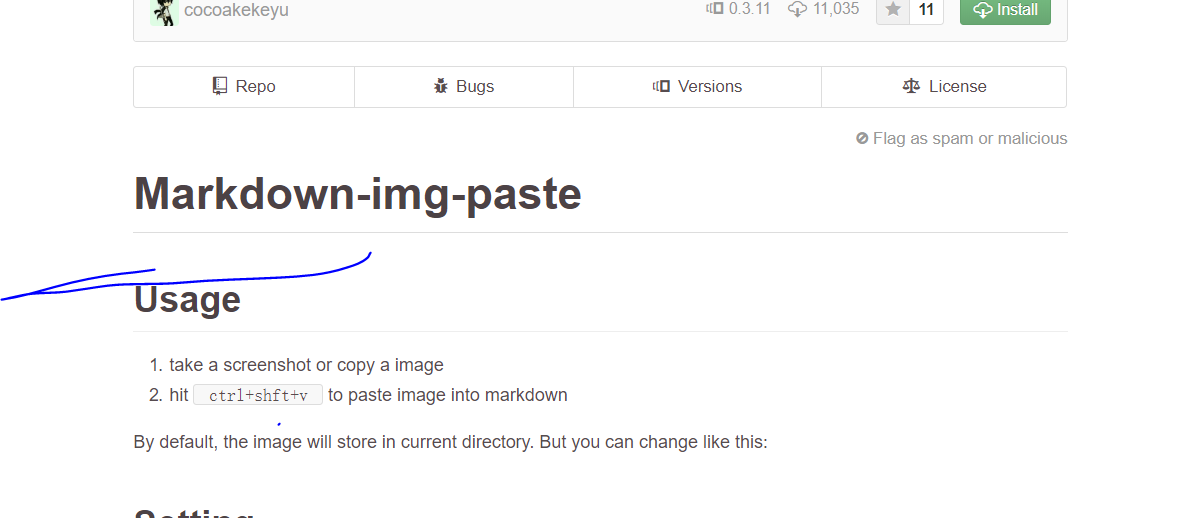 cocoakekeyu 0.3.11 11,035 11 Install
Repo Bugs Versions License
Flag as spam or malicious
Markdown-img-paste
Usage
1. take a screenshot or copy a image
2. hit ctrl+shft+v to paste image into markdown
By default, the image will store in current directory. But you can change like this:
Setting